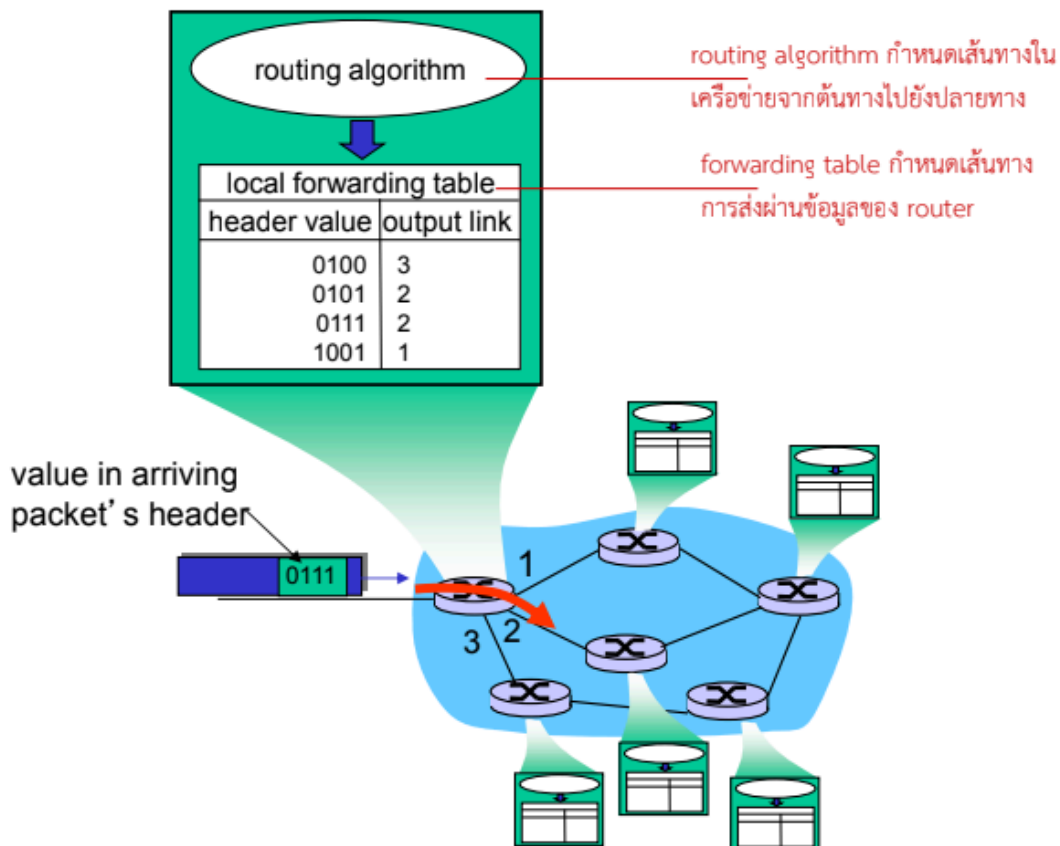 routing algorithm
routing algorithm กำหนดเส้นทางใน
เครือข่ายจากต้นทางไปยังปลายทาง
local forwarding table
forwarding table กำหนดเส้นทาง
การส่งผ่านข้อมูลของ router
header value output link
0100 3
0101 2
0111 2
1001 1
value in arriving
packet’s header
0111
1
2
3